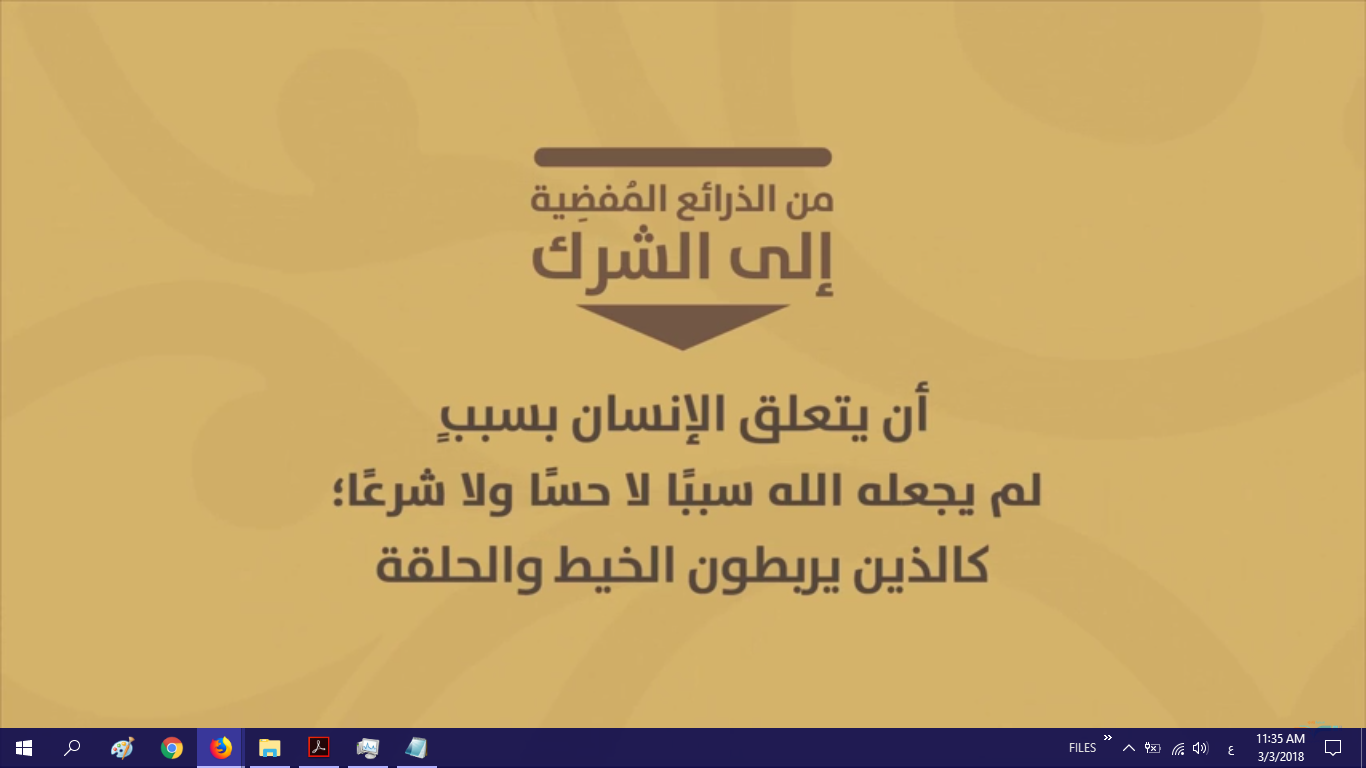 من الذرائع المُفضِية
إلى الشرك
أن يتعلق الإنسان بسببٍ
لم يجعله الله سببًا لا حسًا ولا شرعًا؛
كالذين يربطون الخيط والحلقة
FILES
ع
11:35 AM
3/3/2018